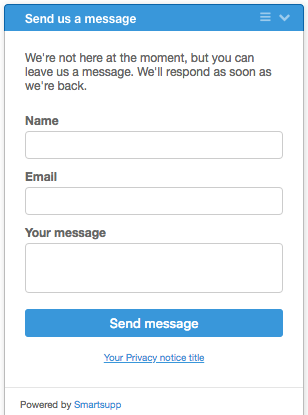 Send us a message
We're not here at the moment, but you can
leave us a message. We'll respond as soon as
we're back.
Name
Email
Your message
Send message
Your Privacy notice title
Powered by Smartsupp